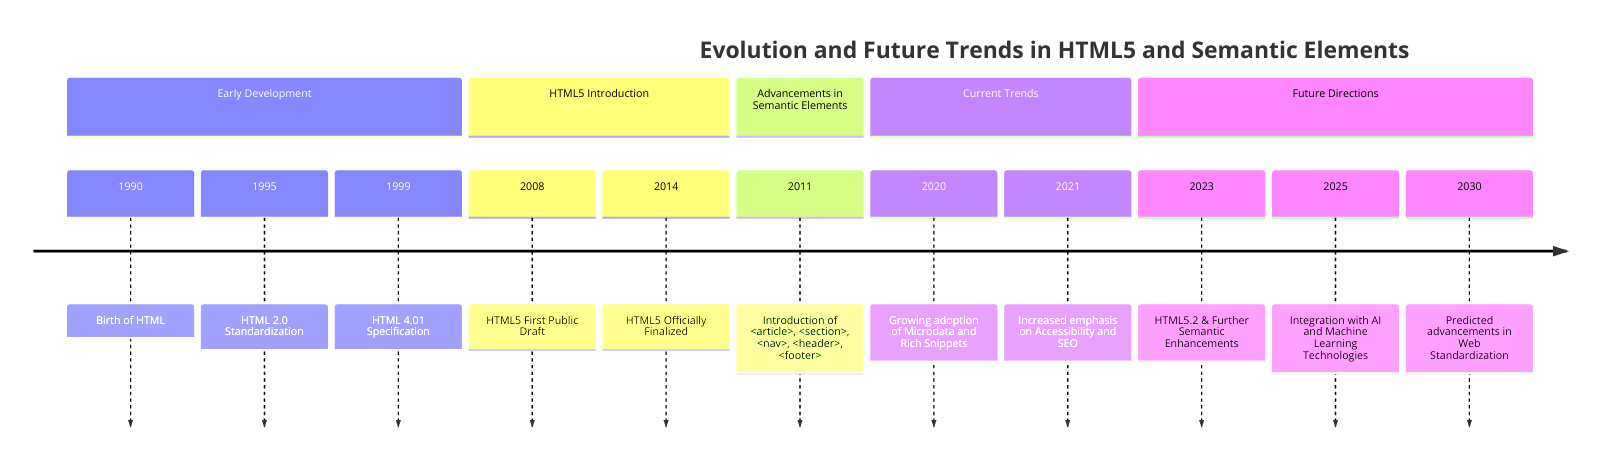 Evolution and Future Trends in HTML5 and Semantic Elements
Early Development
HTML5 Introduction
Advancements in
Semantic Elements
Current Trends
Future Directions
1990
1995
1999
2008
2014
2011
2020
2021
2023
2025
2030
Birth of HTML
HTML 2.0
Standardization
HTML 4.01
Specification
HTML5 First Public
Draft
HTML5 Officially
Finalized
Introduction of
<article>, <section>,
<nav>, <header>,
<footer>
Growing adoption
of Microdata and
Rich Snippets
Increased emphasis
on Accessibility and
SEO
HTML5.2 & Further
Semantic
Enhancements
Integration with AI
and Machine
Learning
Technologies
Predicted
advancements in
Web
Standardization